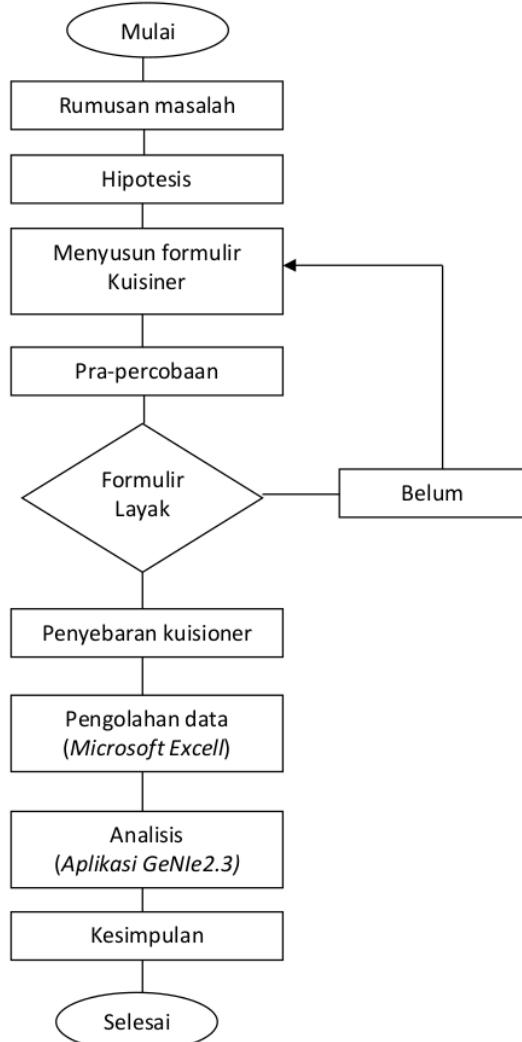 Mulai
Rumusan masalah
Hipotesis
Menyusun formulir
Kuisiner
Pra-percobaan
Formulir
Layak
Belum
Penyebaran kuisioner
Pengolahan data
(Microsoft Excell)
Analisis
(Aplikasi GeNIe2.3)
Kesimpulan
Selesai